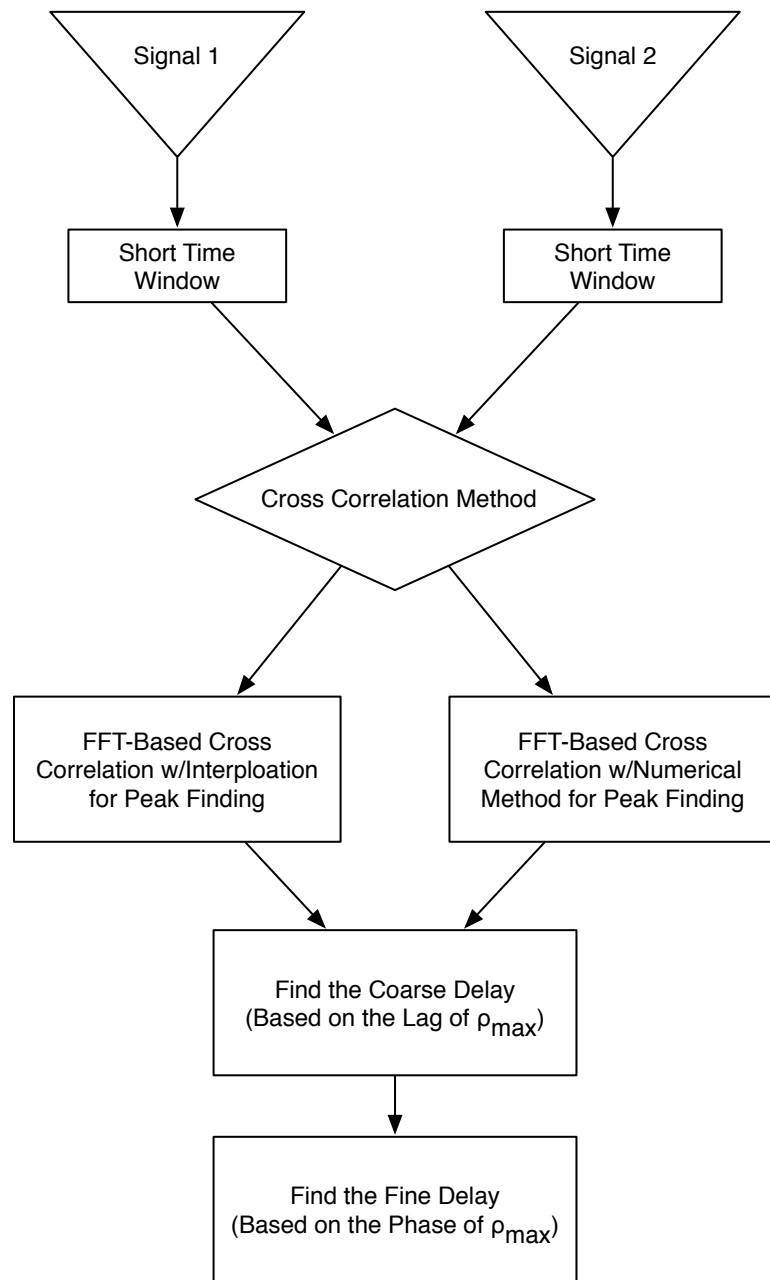 Signal 1
Signal 2
Short Time
Window
Short Time
Window
Cross Correlation Method
FFT-Based Cross
Correlation w/Interploation
for Peak Finding
FFT-Based Cross
Correlation w/Numerical
Method for Peak Finding
Find the Coarse Delay
(Based on the Lag of ρmax)
Find the Fine Delay
(Based on the Phase of ρmax)